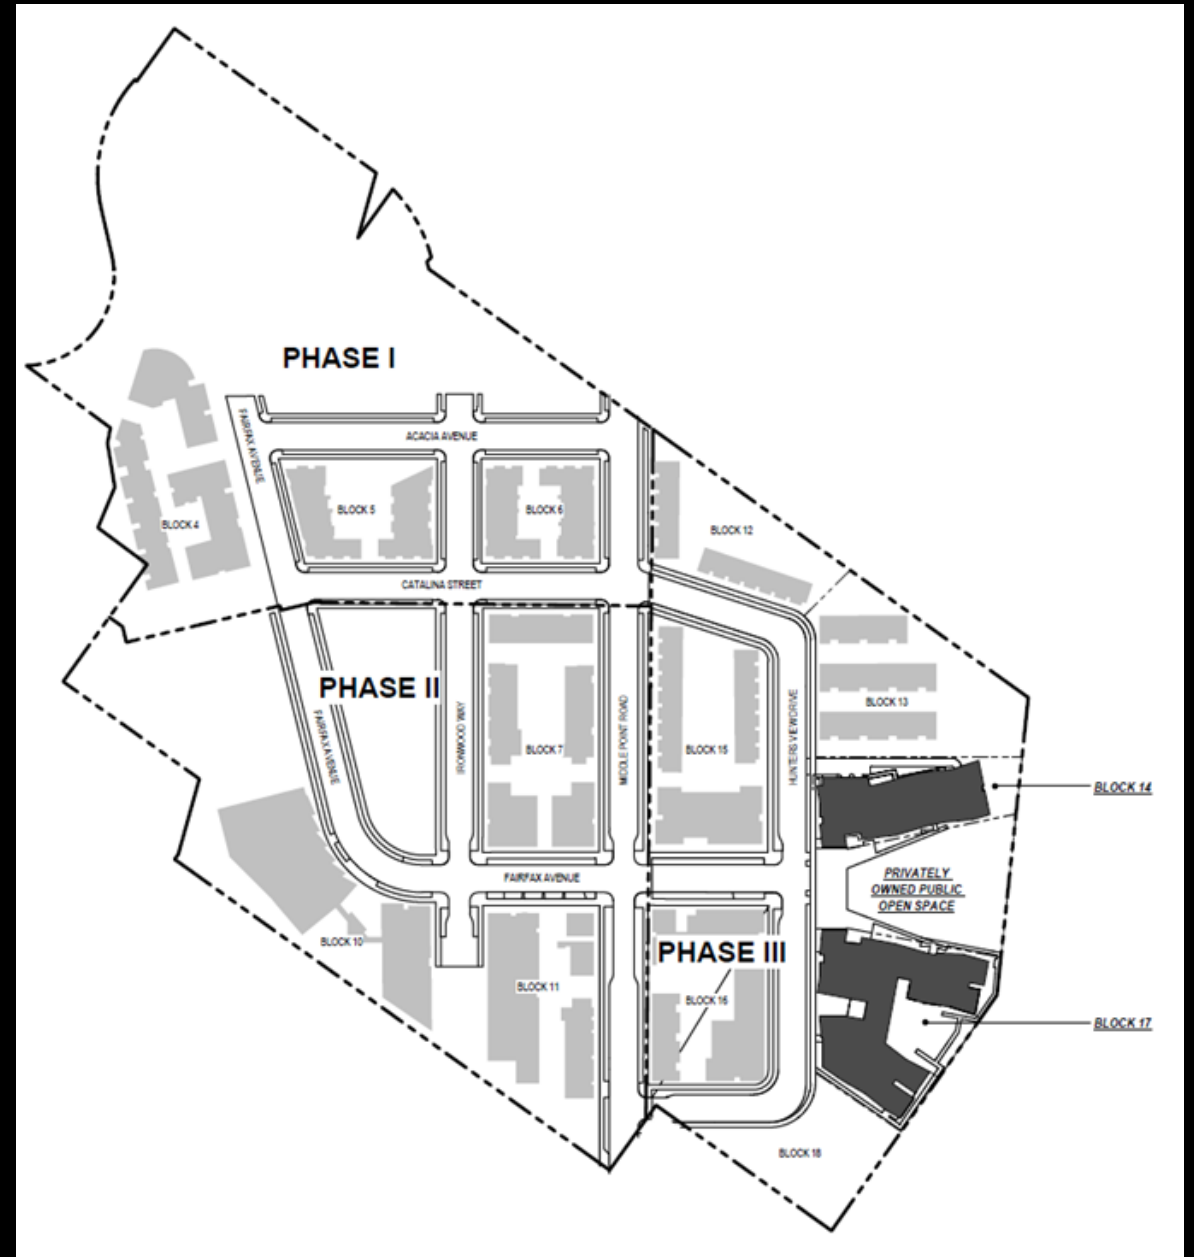 PHASE I
FAIRFAX AVENUE
ACACIA AVENUE
BLOCK 4
BLOCK 5
BLOCK 6
BLOCK 12
CATALINA STREET
PHASE II
FAIRFAX AVENUE
IRONWOOD WAY
BLOCK 7
MIDDLE POINT ROAD
BLOCK 15
HUNTERS VIEW DRIVE
BLOCK 13
BLOCK 14
FAIRFAX AVENUE
PRIVATELY
OWNED PUBLIC
OPEN SPACE
BLOCK 10
BLOCK 11
PHASE III
BLOCK 16
BLOCK 17
BLOCK 18